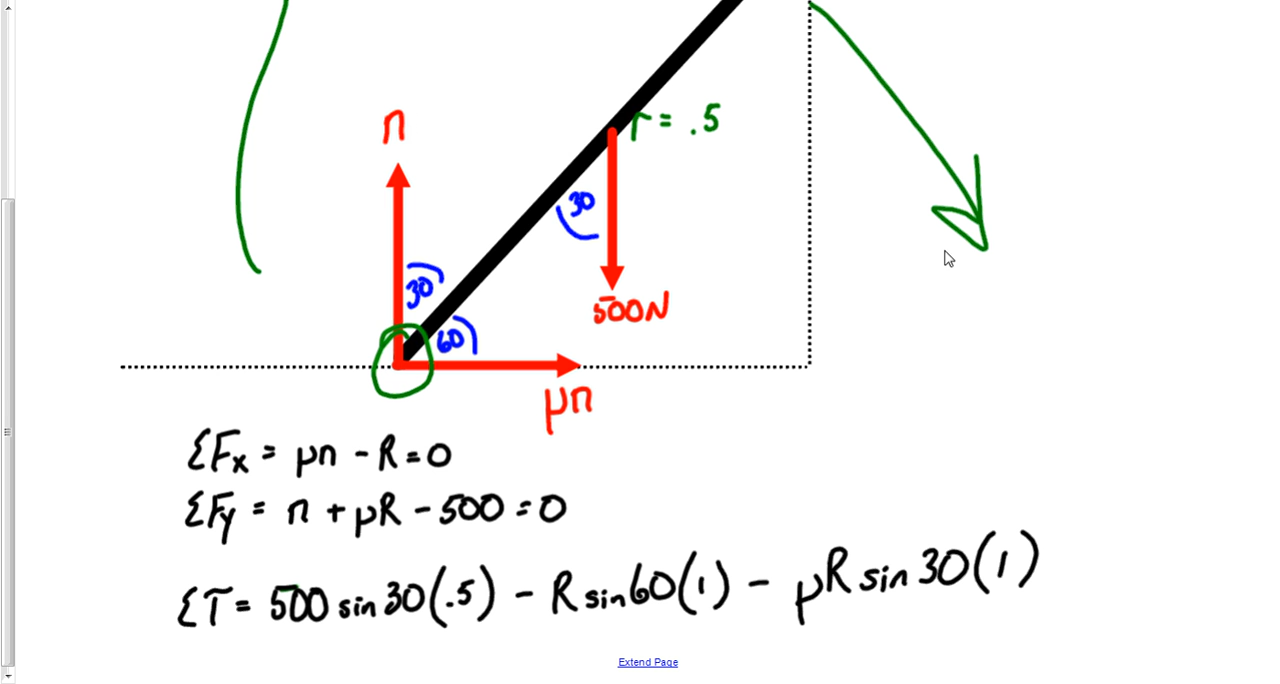 n
r = .5
30
30
500N
60
μn
ΣFx = μn - R = 0
ΣFy = n + μR - 500 = 0
ΣT = 500 sin 30(.5) - R sin 60(1) - μR sin 30(1)
Extend Page